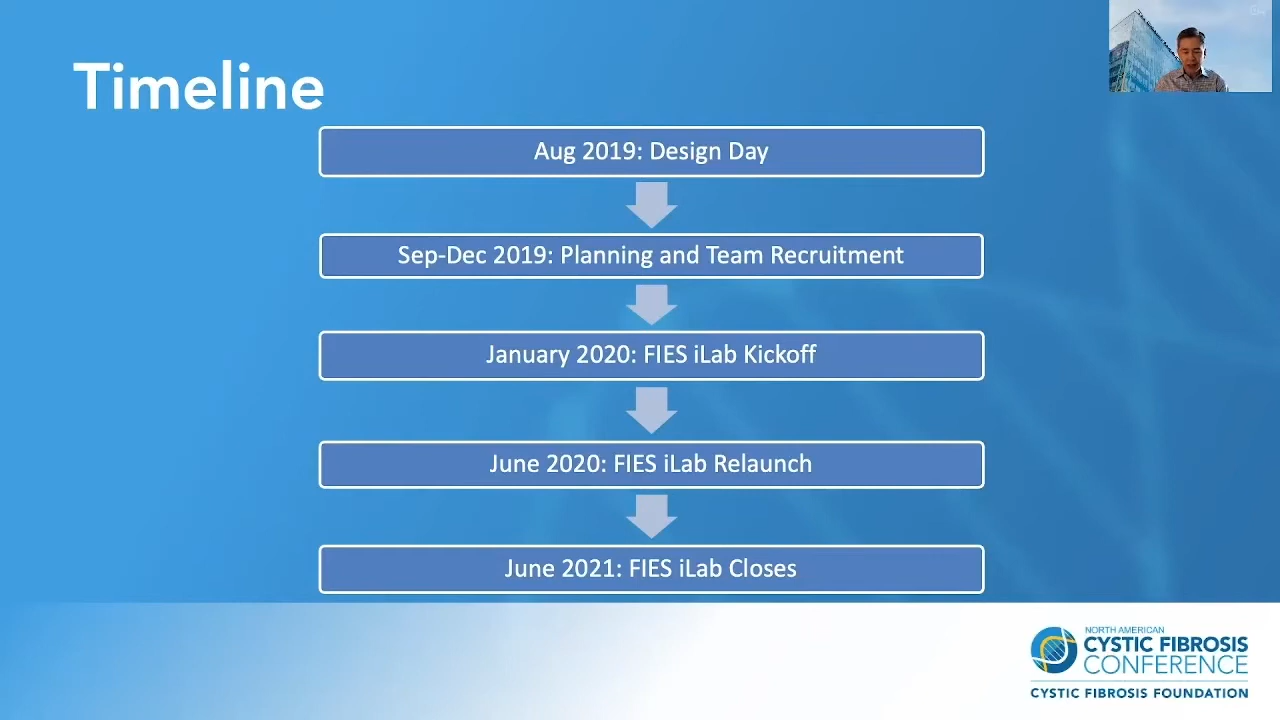 Timeline
Aug 2019: Design Day
Sep-Dec 2019: Planning and Team Recruitment
January 2020: FIES iLab Kickoff
June 2020: FIES iLab Relaunch
June 2021: FIES iLab Closes
NORTH AMERICAN
CYSTIC FIBROSIS
CONFERENCE
CYSTIC FIBROSIS FOUNDATION